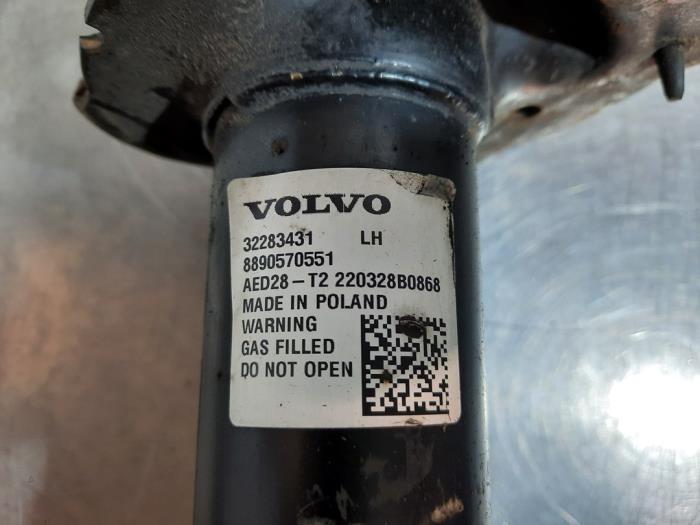 VOLVO
32283431 LH
8890570551
AED28-T2 220328B0868
MADE IN POLAND
WARNING
GAS FILLED
DO NOT OPEN